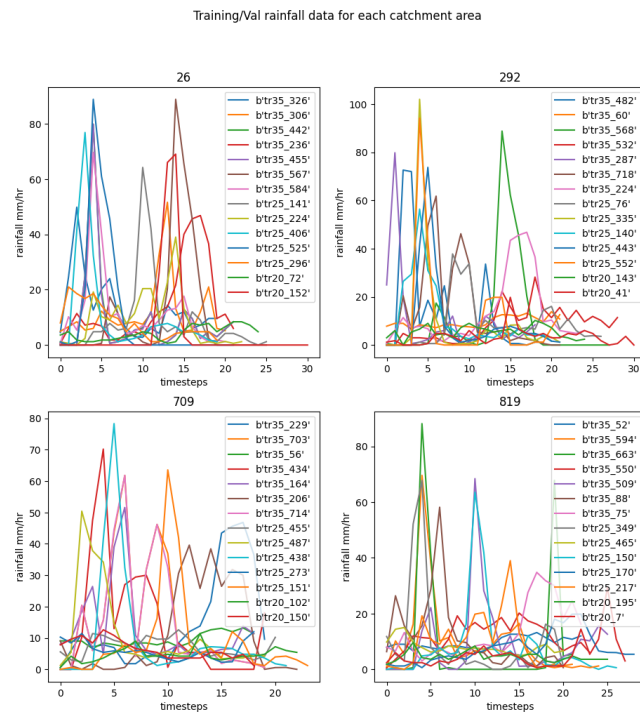 Training/Val rainfall data for each catchment area
26
rainfall mm/hr
80
60
40
20
0
0 5 10 15 20 25 30
timesteps
b'tr35_326'
b'tr35_306'
b'tr35_442'
b'tr35_236'
b'tr35_455'
b'tr35_567'
b'tr35_584'
b'tr25_141'
b'tr25_224'
b'tr25_406'
b'tr25_525'
b'tr25_296'
b'tr20_72'
b'tr20_152'
292
rainfall mm/hr
100
80
60
40
20
0
0 5 10 15 20 25 30
timesteps
b'tr35_482'
b'tr35_60'
b'tr35_568'
b'tr35_532'
b'tr35_287'
b'tr35_718'
b'tr35_224'
b'tr25_76'
b'tr25_335'
b'tr25_140'
b'tr25_443'
b'tr25_552'
b'tr20_143'
b'tr20_41'
709
rainfall mm/hr
80
70
60
50
40
30
20
10
0
0 5 10 15 20
timesteps
b'tr35_229'
b'tr35_703'
b'tr35_56'
b'tr35_434'
b'tr35_164'
b'tr35_206'
b'tr35_714'
b'tr25_455'
b'tr25_487'
b'tr25_438'
b'tr25_273'
b'tr25_151'
b'tr20_102'
b'tr20_150'
819
rainfall mm/hr
80
60
40
20
0
0 5 10 15 20 25
timesteps
b'tr35_52'
b'tr35_594'
b'tr35_663'
b'tr35_550'
b'tr35_509'
b'tr35_88'
b'tr35_75'
b'tr25_349'
b'tr25_465'
b'tr25_150'
b'tr25_170'
b'tr25_217'
b'tr20_195'
b'tr20_7'